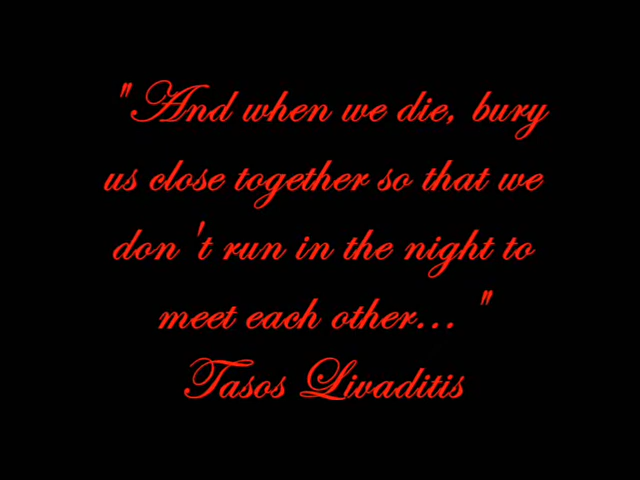 "And when we die, bury
us close together so that we
don't run in the night to
meet each other... "
Tasos Livaditis